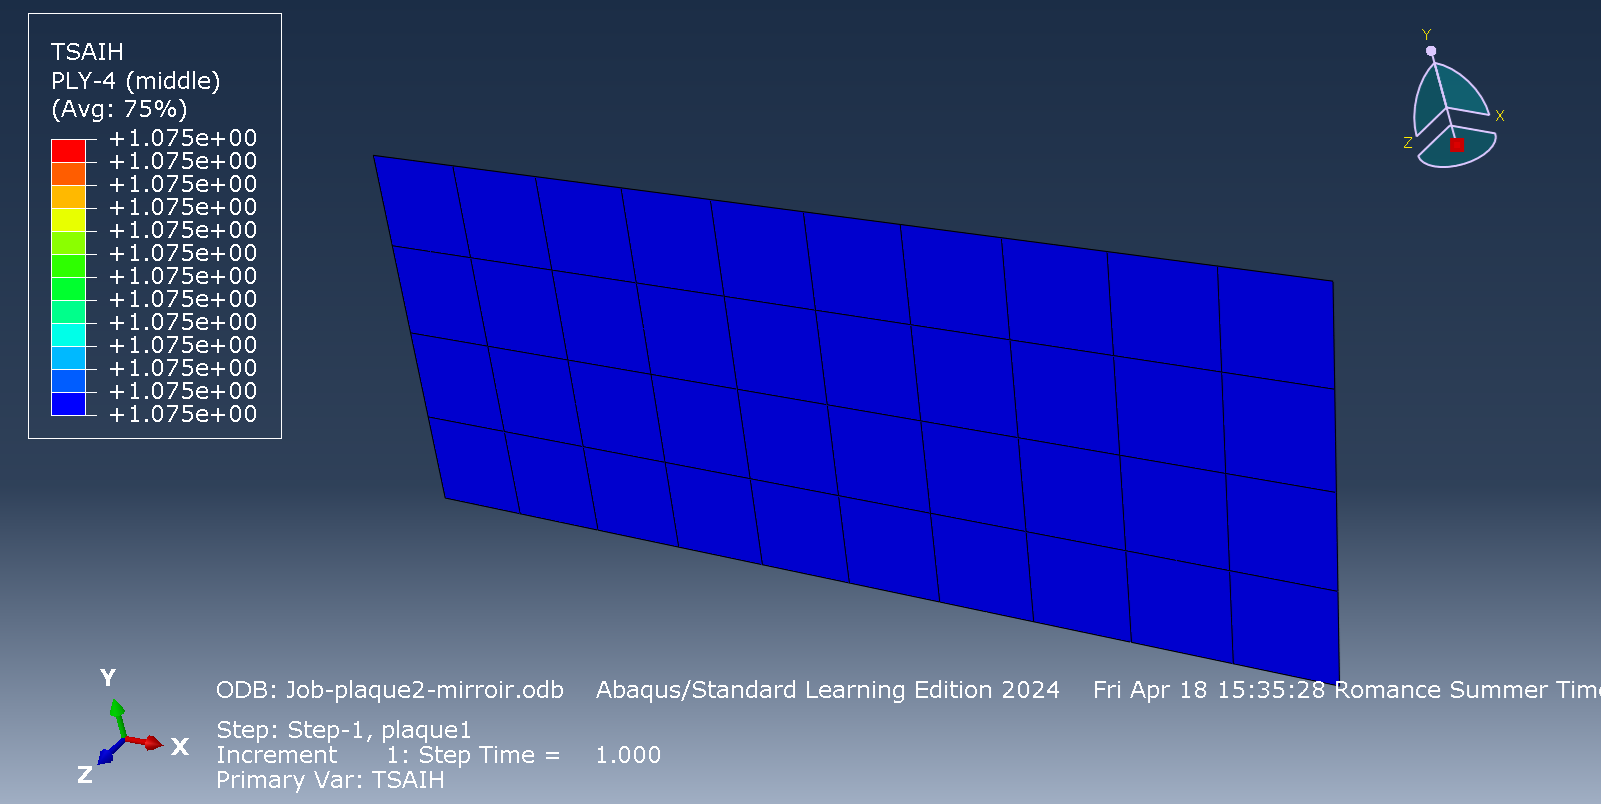 TSAIH
PLY-4 (middle)
(Avg: 75%)
+1.075e+00
+1.075e+00
+1.075e+00
+1.075e+00
+1.075e+00
+1.075e+00
+1.075e+00
+1.075e+00
+1.075e+00
+1.075e+00
+1.075e+00
+1.075e+00
+1.075e+00
Y
X
Z
Y
X
Z
ODB: Job-plaque2-mirroir.odb Abaqus/Standard Learning Edition 2024 Fri Apr 18 15:35:28 Romance Summer Time
Step: Step-1, plaque1
Increment 1: Step Time = 1.000
Primary Var: TSAIH